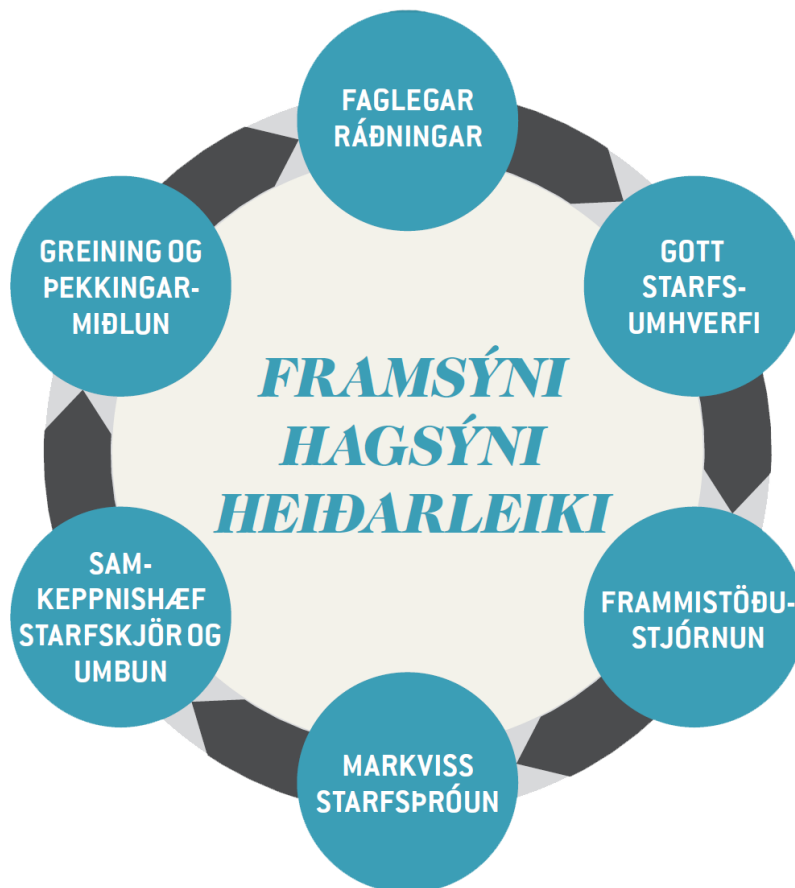 FAGLEGAR
RÁÐNINGAR
GOTT
STARFS-
UMHVERFI
FRAMMISTÖÐU-
STJÓRNUN
MARKVISS
STARFSÞRÓUN
SAM-
KEPPNISHÆF
STARFSKJÖR OG
UMBUN
GREINING OG
ÞEKKINGAR-
MIÐLUN
FRAMSÝNI
HAGSÝNI
HEIÐARLEIKI